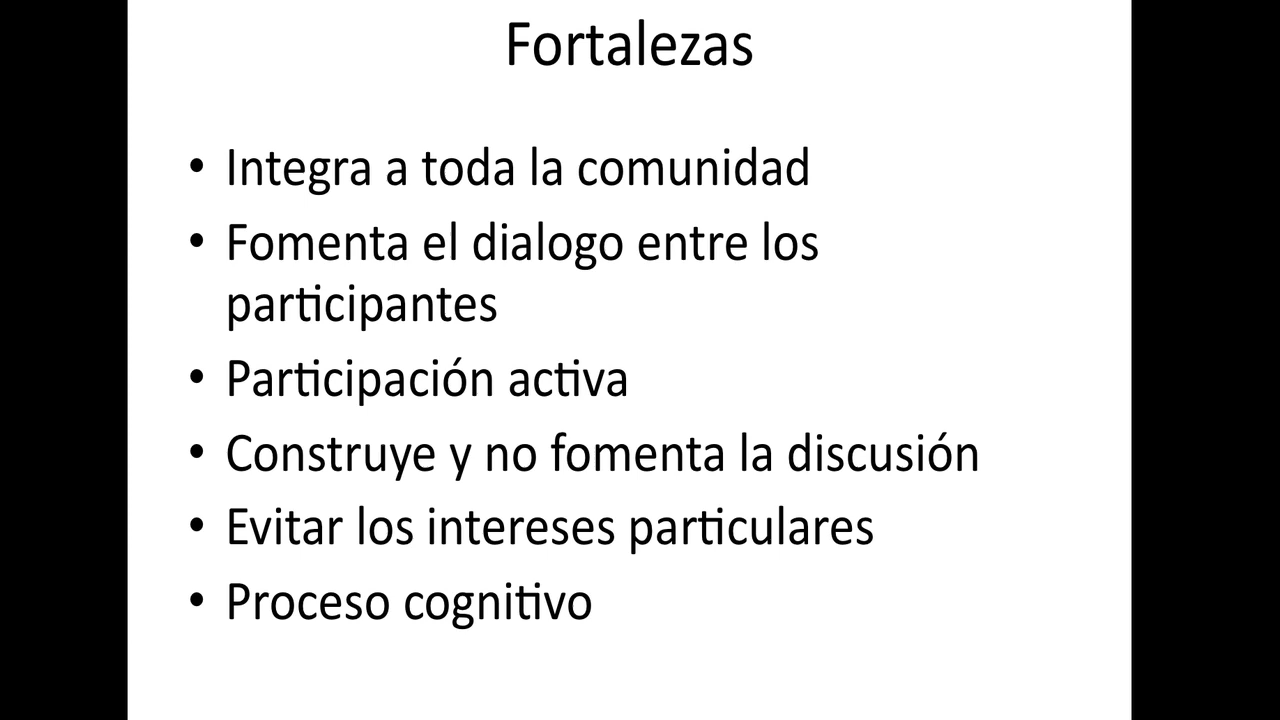 Fortalezas
• Integra a toda la comunidad
• Fomenta el dialogo entre los
participantes
• Participación activa
• Construye y no fomenta la discusión
• Evitar los intereses particulares
• Proceso cognitivo